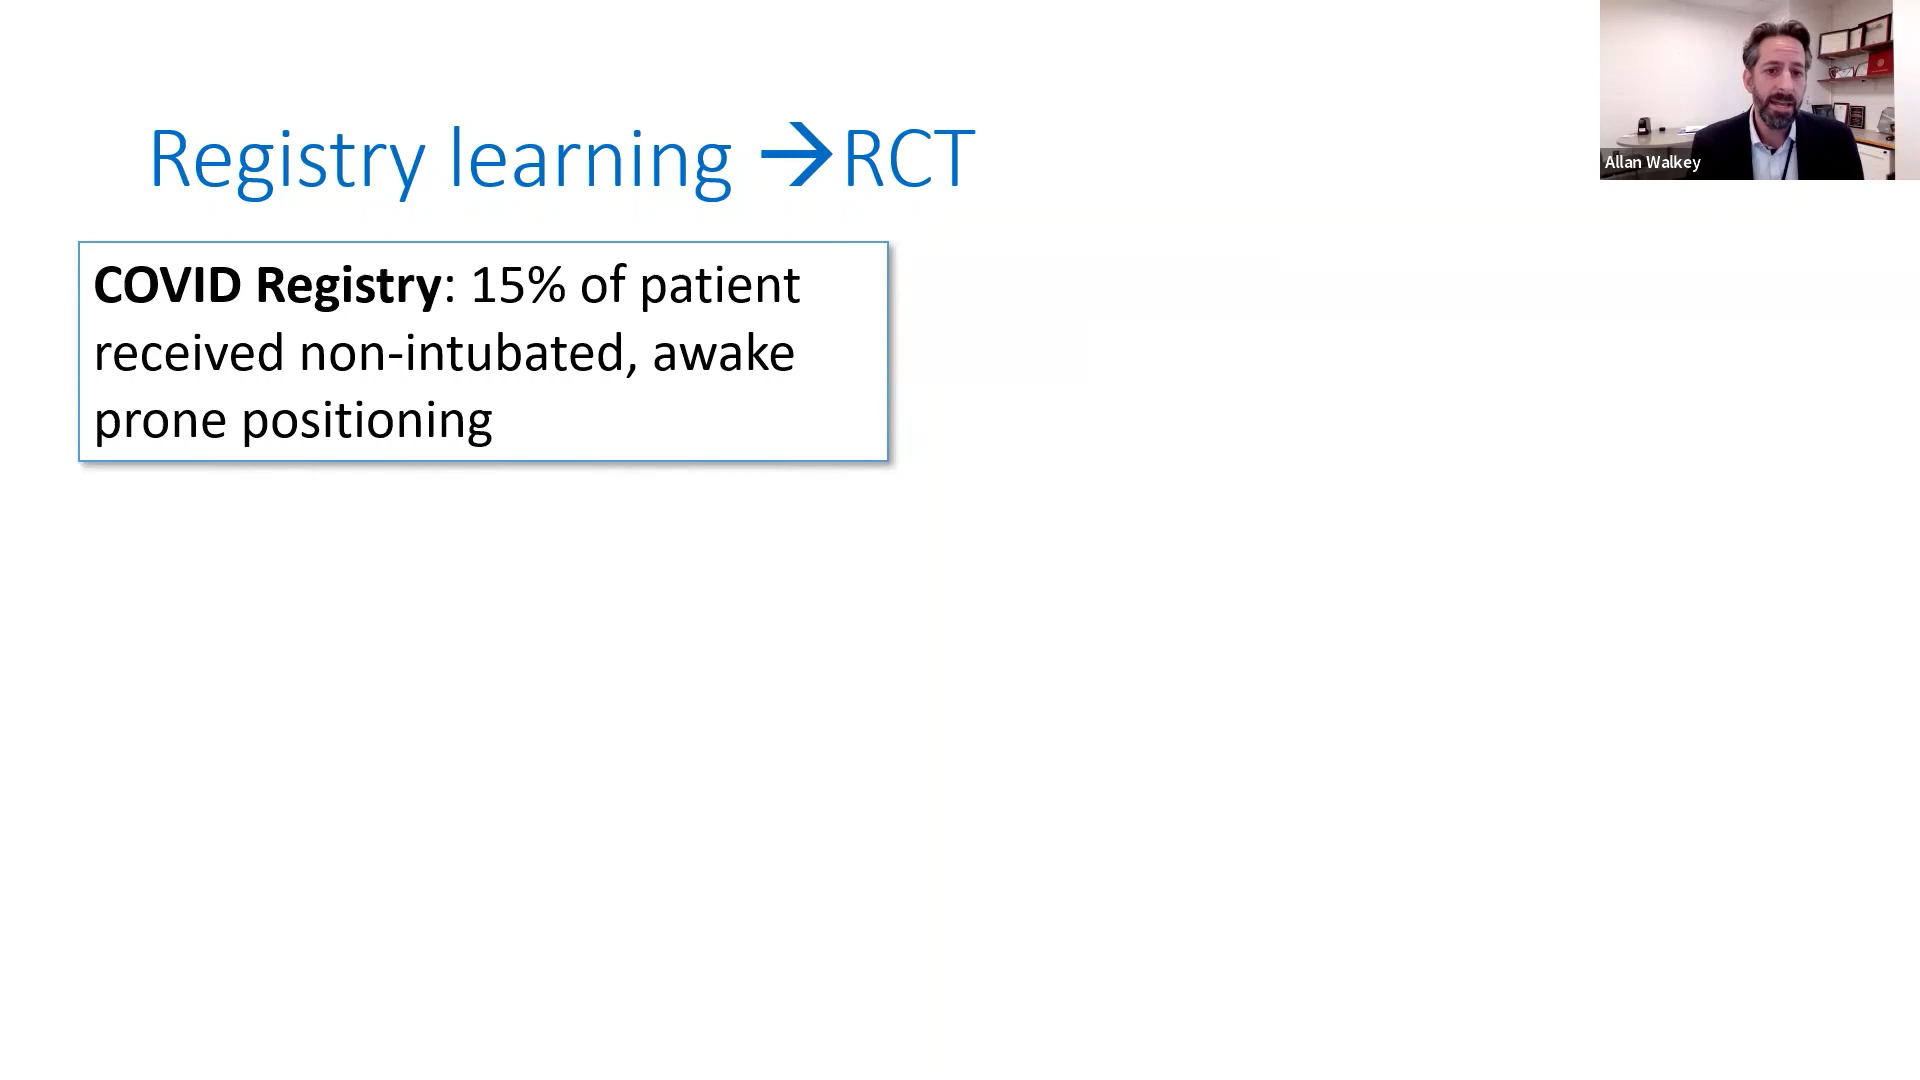 Registry learning →RCT
COVID Registry: 15% of patient
received non-intubated, awake
prone positioning
Allan Walkey